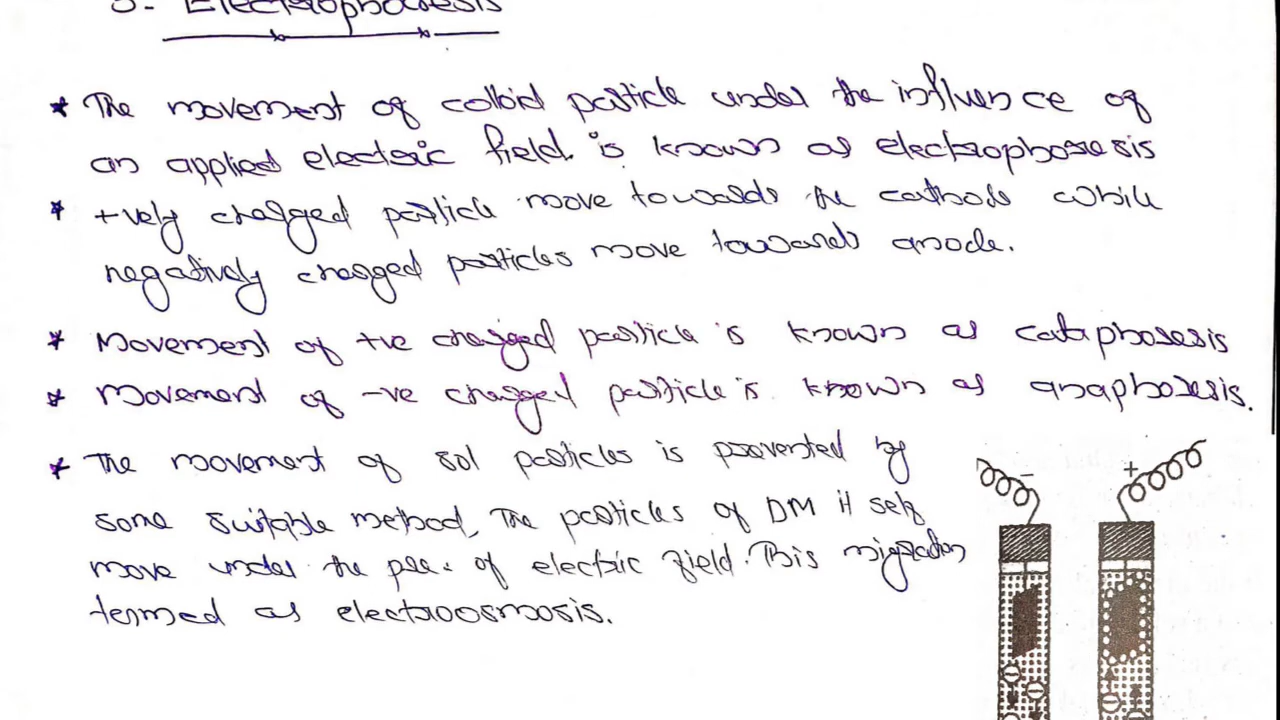 5. Electrophoresis
* The movement of colloid particle under the influence of
an applied electric field. is known as electrophoresis
* +vely charged particle move towards the cathode while
negatively charged particles move towards anode.
* Movement of +ve charged particle is known as cataphoresis
* Movement of -ve charged particle is known as anaphoresis.
* The movement of sol particles is prevented by
some suitable method, The particles of DM it self
move under the of electric field. This migration
termed as electroosmosis.
- +